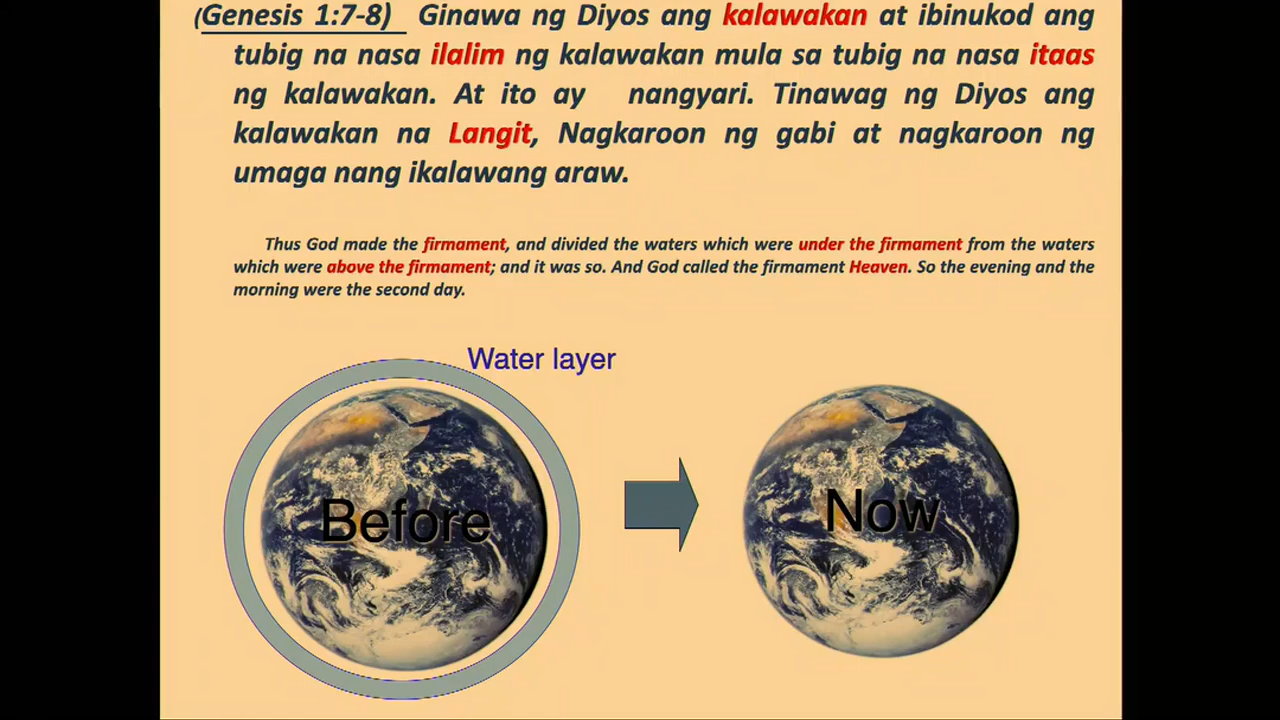 (Genesis 1:7-8) Ginawa ng Diyos ang kalawakan at ibinukod ang
tubig na nasa ilalim ng kalawakan mula sa tubig na nasa itaas
ng kalawakan. At ito ay nangyari. Tinawag ng Diyos ang
kalawakan na Langit, Nagkaroon ng gabi at nagkaroon ng
umaga nang ikalawang araw.
Thus God made the firmament, and divided the waters which were under the firmament from the waters
which were above the firmament; and it was so. And God called the firmament Heaven. So the evening and the
morning were the second day.
Water layer
Before
Now